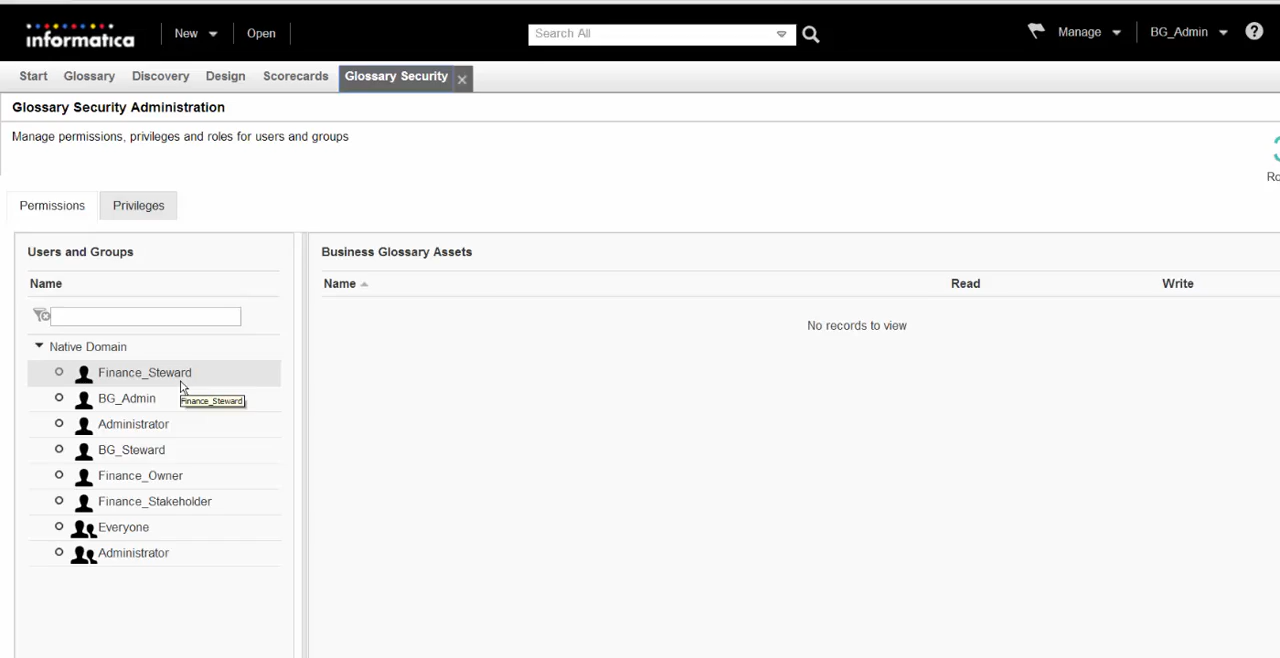 informatica New Open Search All Manage BG_Admin ?
Start Glossary Discovery Design Scorecards Glossary Security x
Glossary Security Administration
Manage permissions, privileges and roles for users and groups
Permissions Privileges
Users and Groups
Name
Native Domain
Finance_Steward
BG_Admin
Finance_Steward
Administrator
BG_Steward
Finance_Owner
Finance_Stakeholder
Everyone
Administrator
Business Glossary Assets
Name Read Write
No records to view